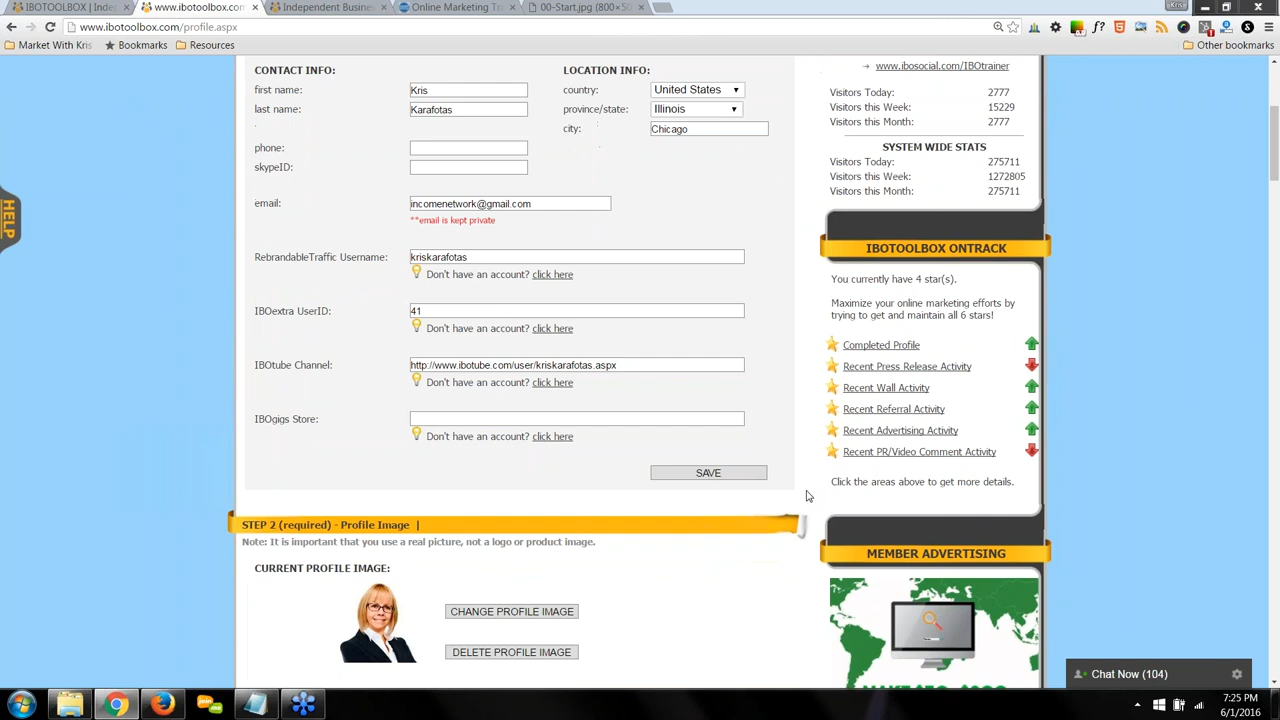 IBOTOOLBOX | Indep
www.ibotoolbox.com/prof
Independent Busines
Online Marketing Tr
00-Start.jpg (800×50
Kris
www.ibotoolbox.com/profile.aspx
Market With Kris
Bookmarks
Resources
Other bookmarks
HELP
CONTACT INFO:
first name: Kris
last name: Karafotas
phone:
skypeID:
email: incomenetwork@gmail.com
**email is kept private
LOCATION INFO:
country: United States
province/state: Illinois
city: Chicago
RebrandableTraffic Username: kriskarafotas
Don't have an account? click here
IBOextra UserID: 41
Don't have an account? click here
IBOtube Channel: http://www.ibotube.com/user/kriskarafotas.aspx
Don't have an account? click here
IBOgigs Store:
Don't have an account? click here
SAVE
STEP 2 (required) - Profile Image |
Note: It is important that you use a real picture, not a logo or product image.
CURRENT PROFILE IMAGE:
CHANGE PROFILE IMAGE
DELETE PROFILE IMAGE
www.ibosocial.com/IBOtrainer
Visitors Today: 2777
Visitors this Week: 15229
Visitors this Month: 2777
SYSTEM WIDE STATS
Visitors Today: 275711
Visitors this Week: 1272805
Visitors this Month: 275711
IBOTOOLBOX ONTRACK
You currently have 4 star(s).
Maximize your online marketing efforts by
trying to get and maintain all 6 stars!
Completed Profile
Recent Press Release Activity
Recent Wall Activity
Recent Referral Activity
Recent Advertising Activity
Recent PR/Video Comment Activity
Click the areas above to get more details.
MEMBER ADVERTISING
Chat Now (104)
7:25 PM
6/1/2016